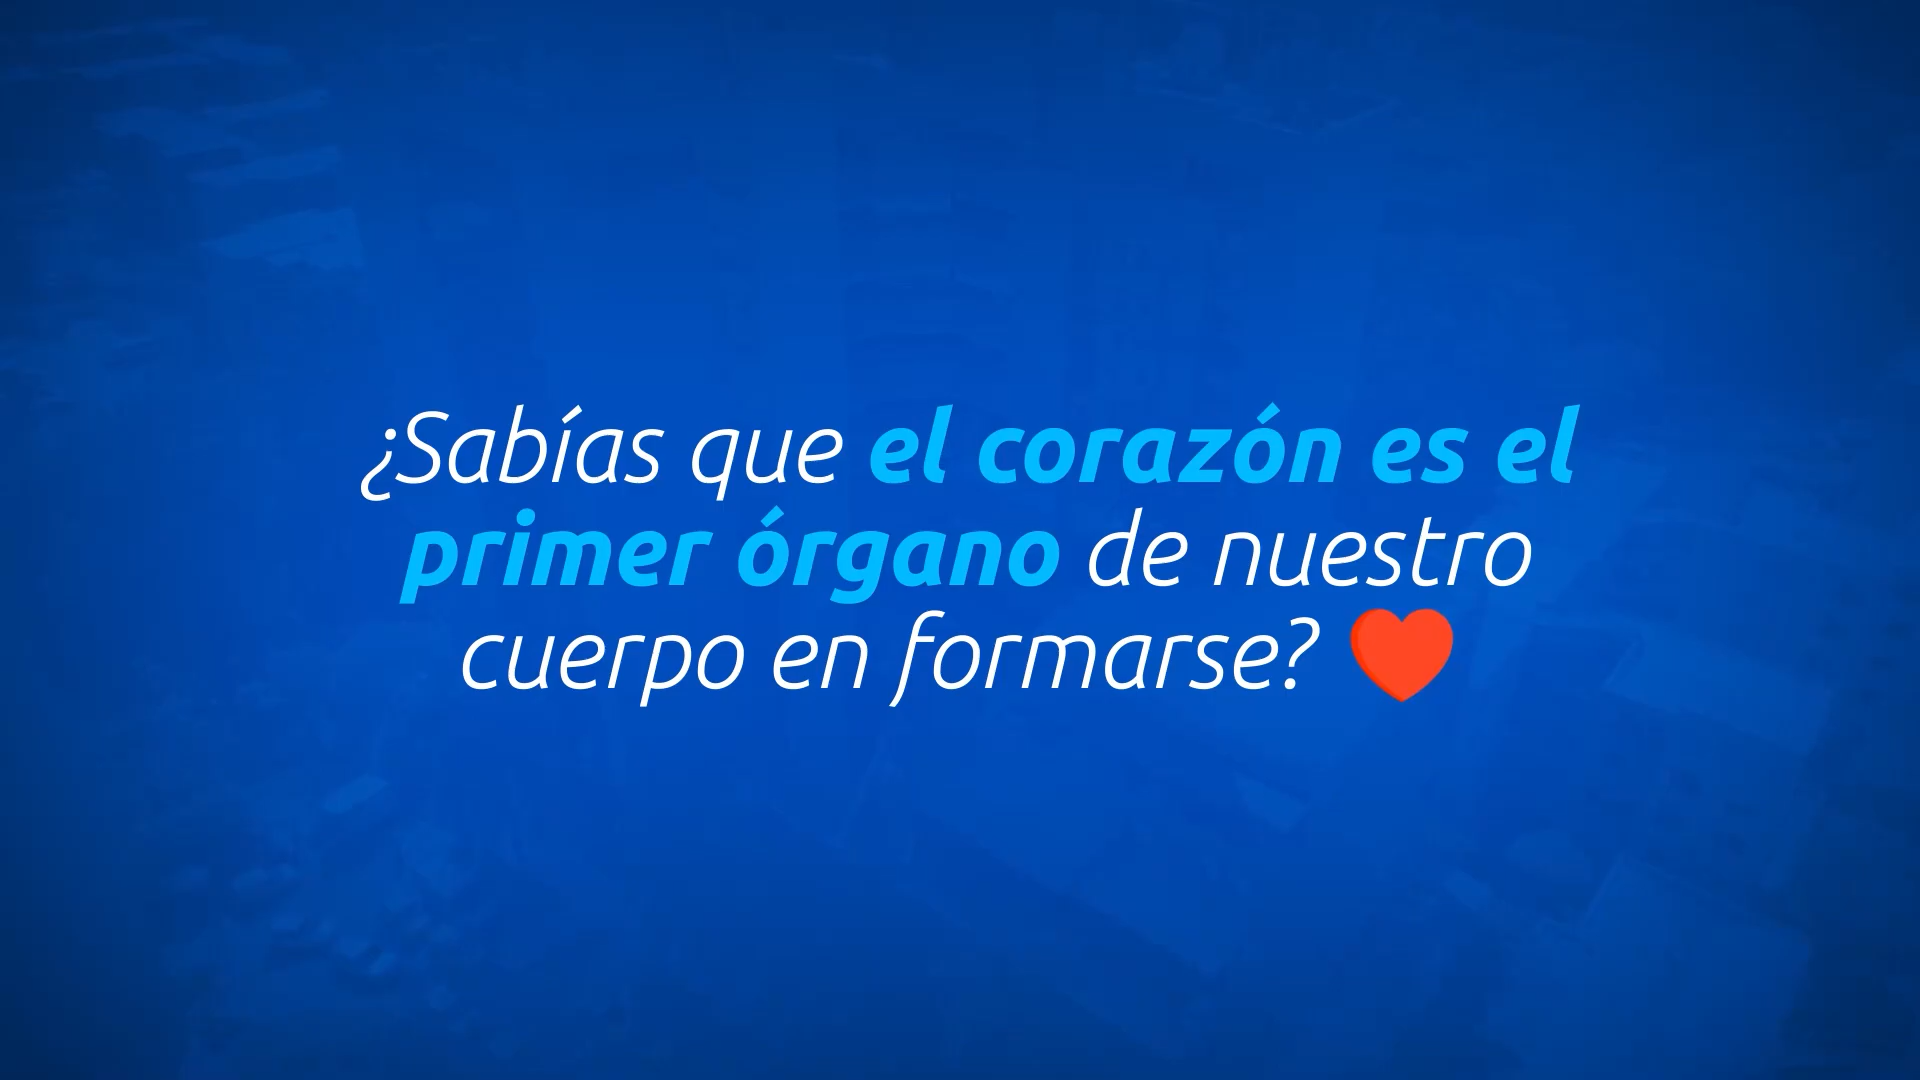 ¿Sabías que el corazón es el
primer órgano de nuestro
cuerpo en formarse? ❤️